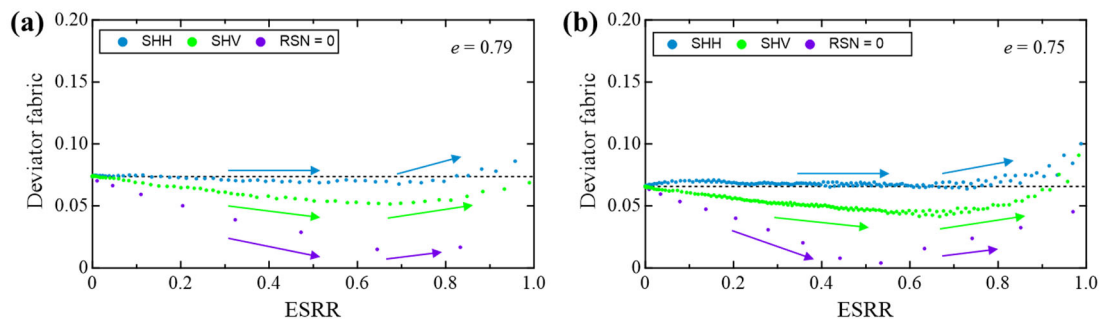 (a)
SHH SHV RSN = 0
e = 0.79
Deviator fabric
0.20
0.15
0.10
0.05
0
0 0.2 0.4 0.6 0.8 1.0
ESRR
(b)
SHH SHV RSN = 0
e = 0.75
Deviator fabric
0.20
0.15
0.10
0.05
0
0 0.2 0.4 0.6 0.8 1.0
ESRR